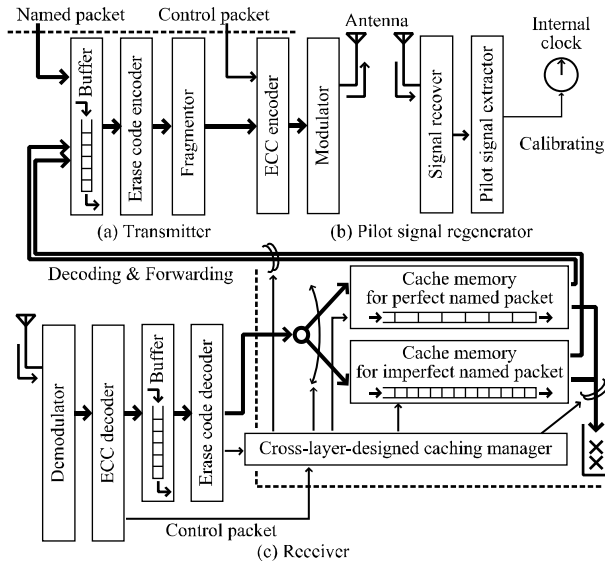 Named packet
Control packet
Antenna
Internal
clock
Buffer
Erase code encoder
Fragmentor
ECC encoder
Modulator
Signal recover
Pilot signal extractor
Calibrating
(a) Transmitter
(b) Pilot signal regenerator
Decoding & Forwarding
Cache memory
for perfect named packet
Cache memory
for imperfect named packet
Demodulator
ECC decoder
Buffer
Erase code decoder
Cross-layer-designed caching manager
Control packet
(c) Receiver